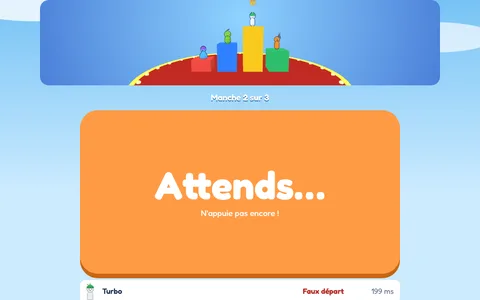 Manche 2 sur 3
Attends...
N'appuie pas encore !
Turbo Faux départ 199 ms